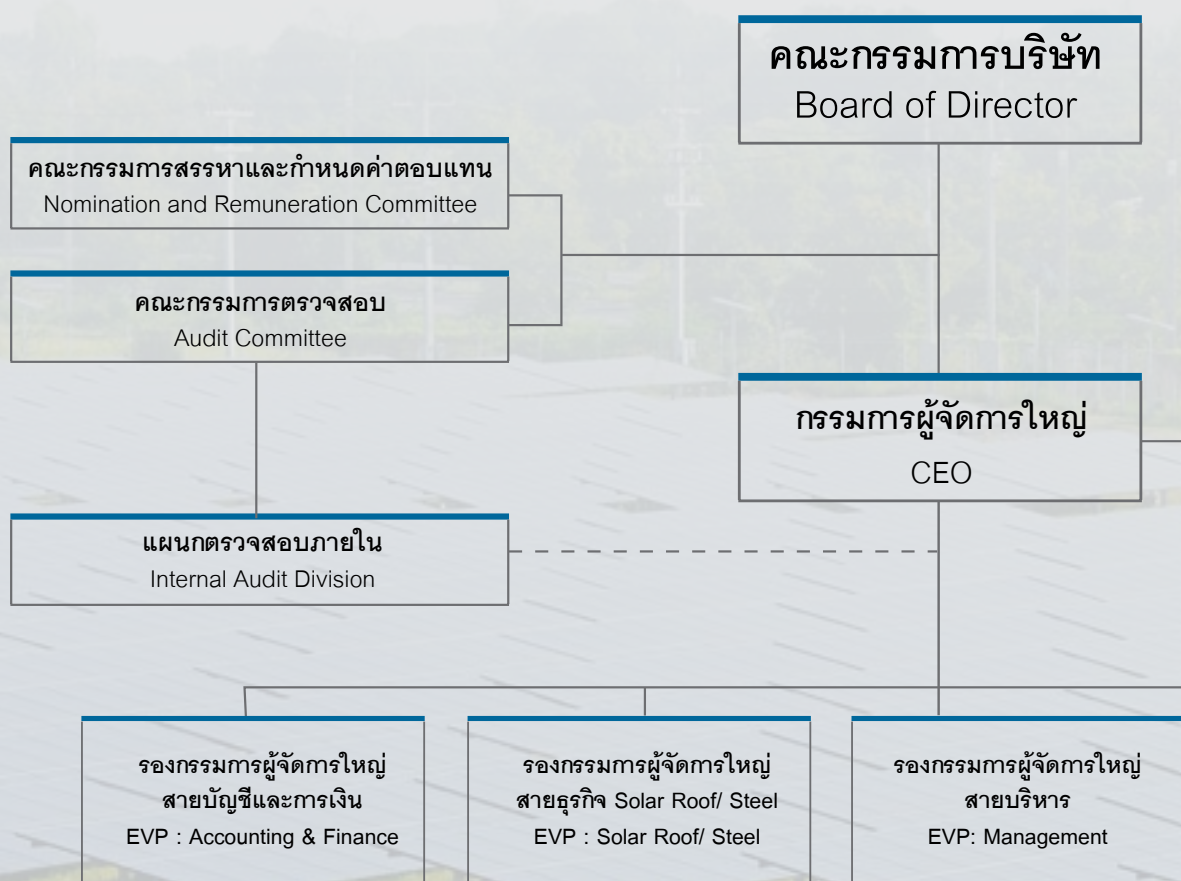 คณะกรรมการบริษัท
Board of Director
คณะกรรมการสรรหาและกำหนดค่าตอบแทน
Nomination and Remuneration Committee
คณะกรรมการตรวจสอบ
Audit Committee
กรรมการผู้จัดการใหญ่
CEO
แผนกตรวจสอบภายใน
Internal Audit Division
รองกรรมการผู้จัดการใหญ่
สายบัญชีและการเงิน
EVP : Accounting & Finance
รองกรรมการผู้จัดการใหญ่
สายธุรกิจ Solar Roof/ Steel
EVP : Solar Roof/ Steel
รองกรรมการผู้จัดการใหญ่
สายบริหาร
EVP: Management